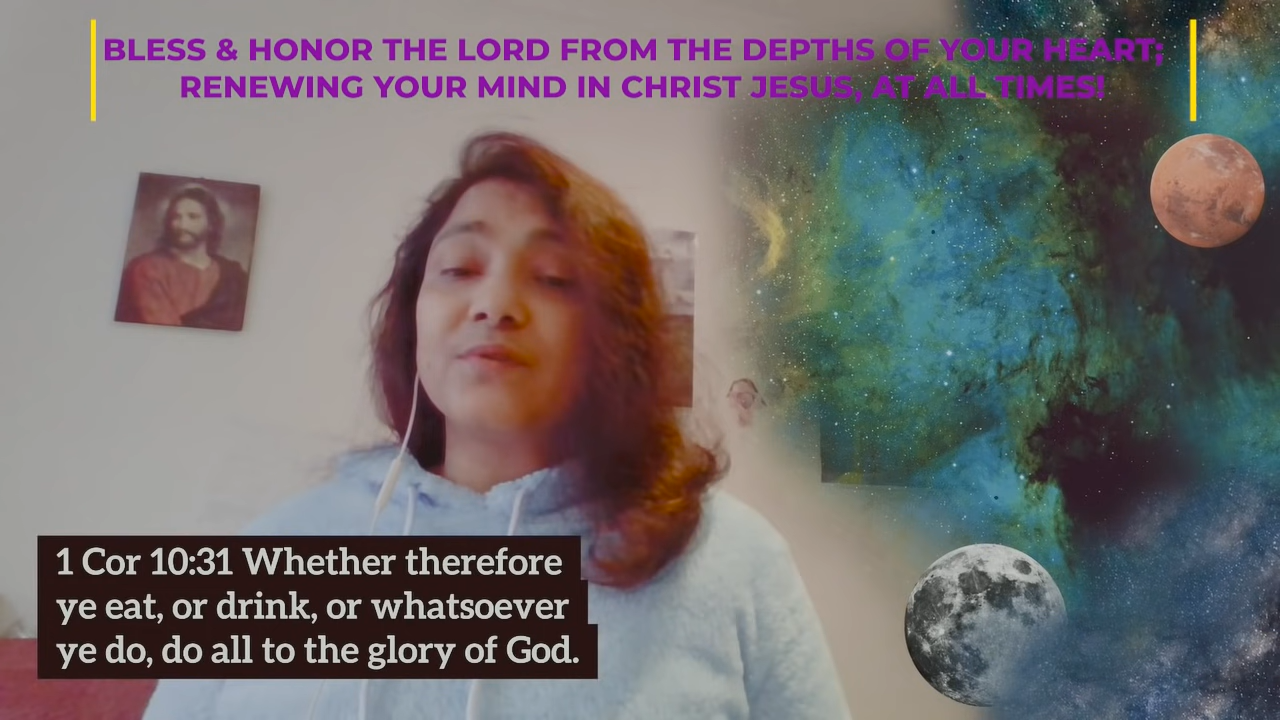 BLESS & HONOR THE LORD FROM THE DEPTHS OF YOUR HEART;
RENEWING YOUR MIND IN CHRIST JESUS, AT ALL TIMES!
1 Cor 10:31 Whether therefore
ye eat, or drink, or whatsoever
ye do, do all to the glory of God.